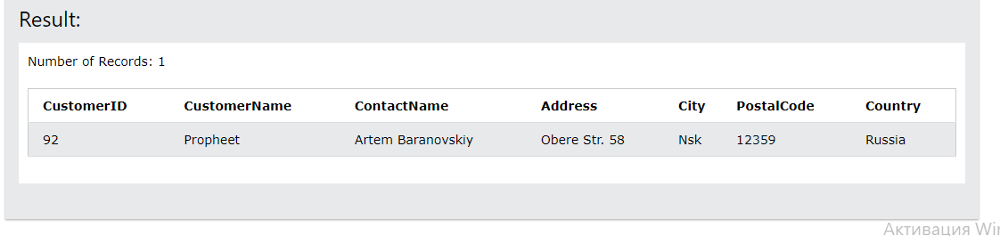 Result:
Number of Records: 1
CustomerID CustomerName ContactName Address City PostalCode Country
92 Propheet Artem Baranovskiy Obere Str. 58 Nsk 12359 Russia
Активация Win